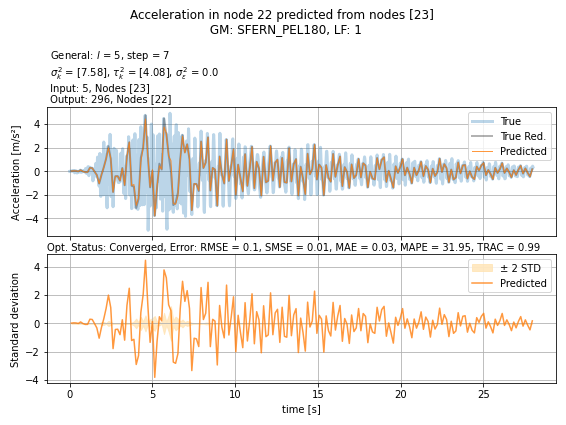 Acceleration in node 22 predicted from nodes [23]
GM: SFERN_PEL180, LF: 1
General: l = 5, step = 7
σ²ₖ = [7.58], τ²ₖ = [4.08], σ²ᵣ = 0.0
Input: 5, Nodes [23]
Output: 296, Nodes [22]
Acceleration [m/s²]
4
2
0
−2
−4
True
True Red.
Predicted
Opt. Status: Converged, Error: RMSE = 0.1, SMSE = 0.01, MAE = 0.03, MAPE = 31.95, TRAC = 0.99
Standard deviation
4
2
0
−2
−4
± 2 STD
Predicted
0 5 10 15 20 25
time [s]